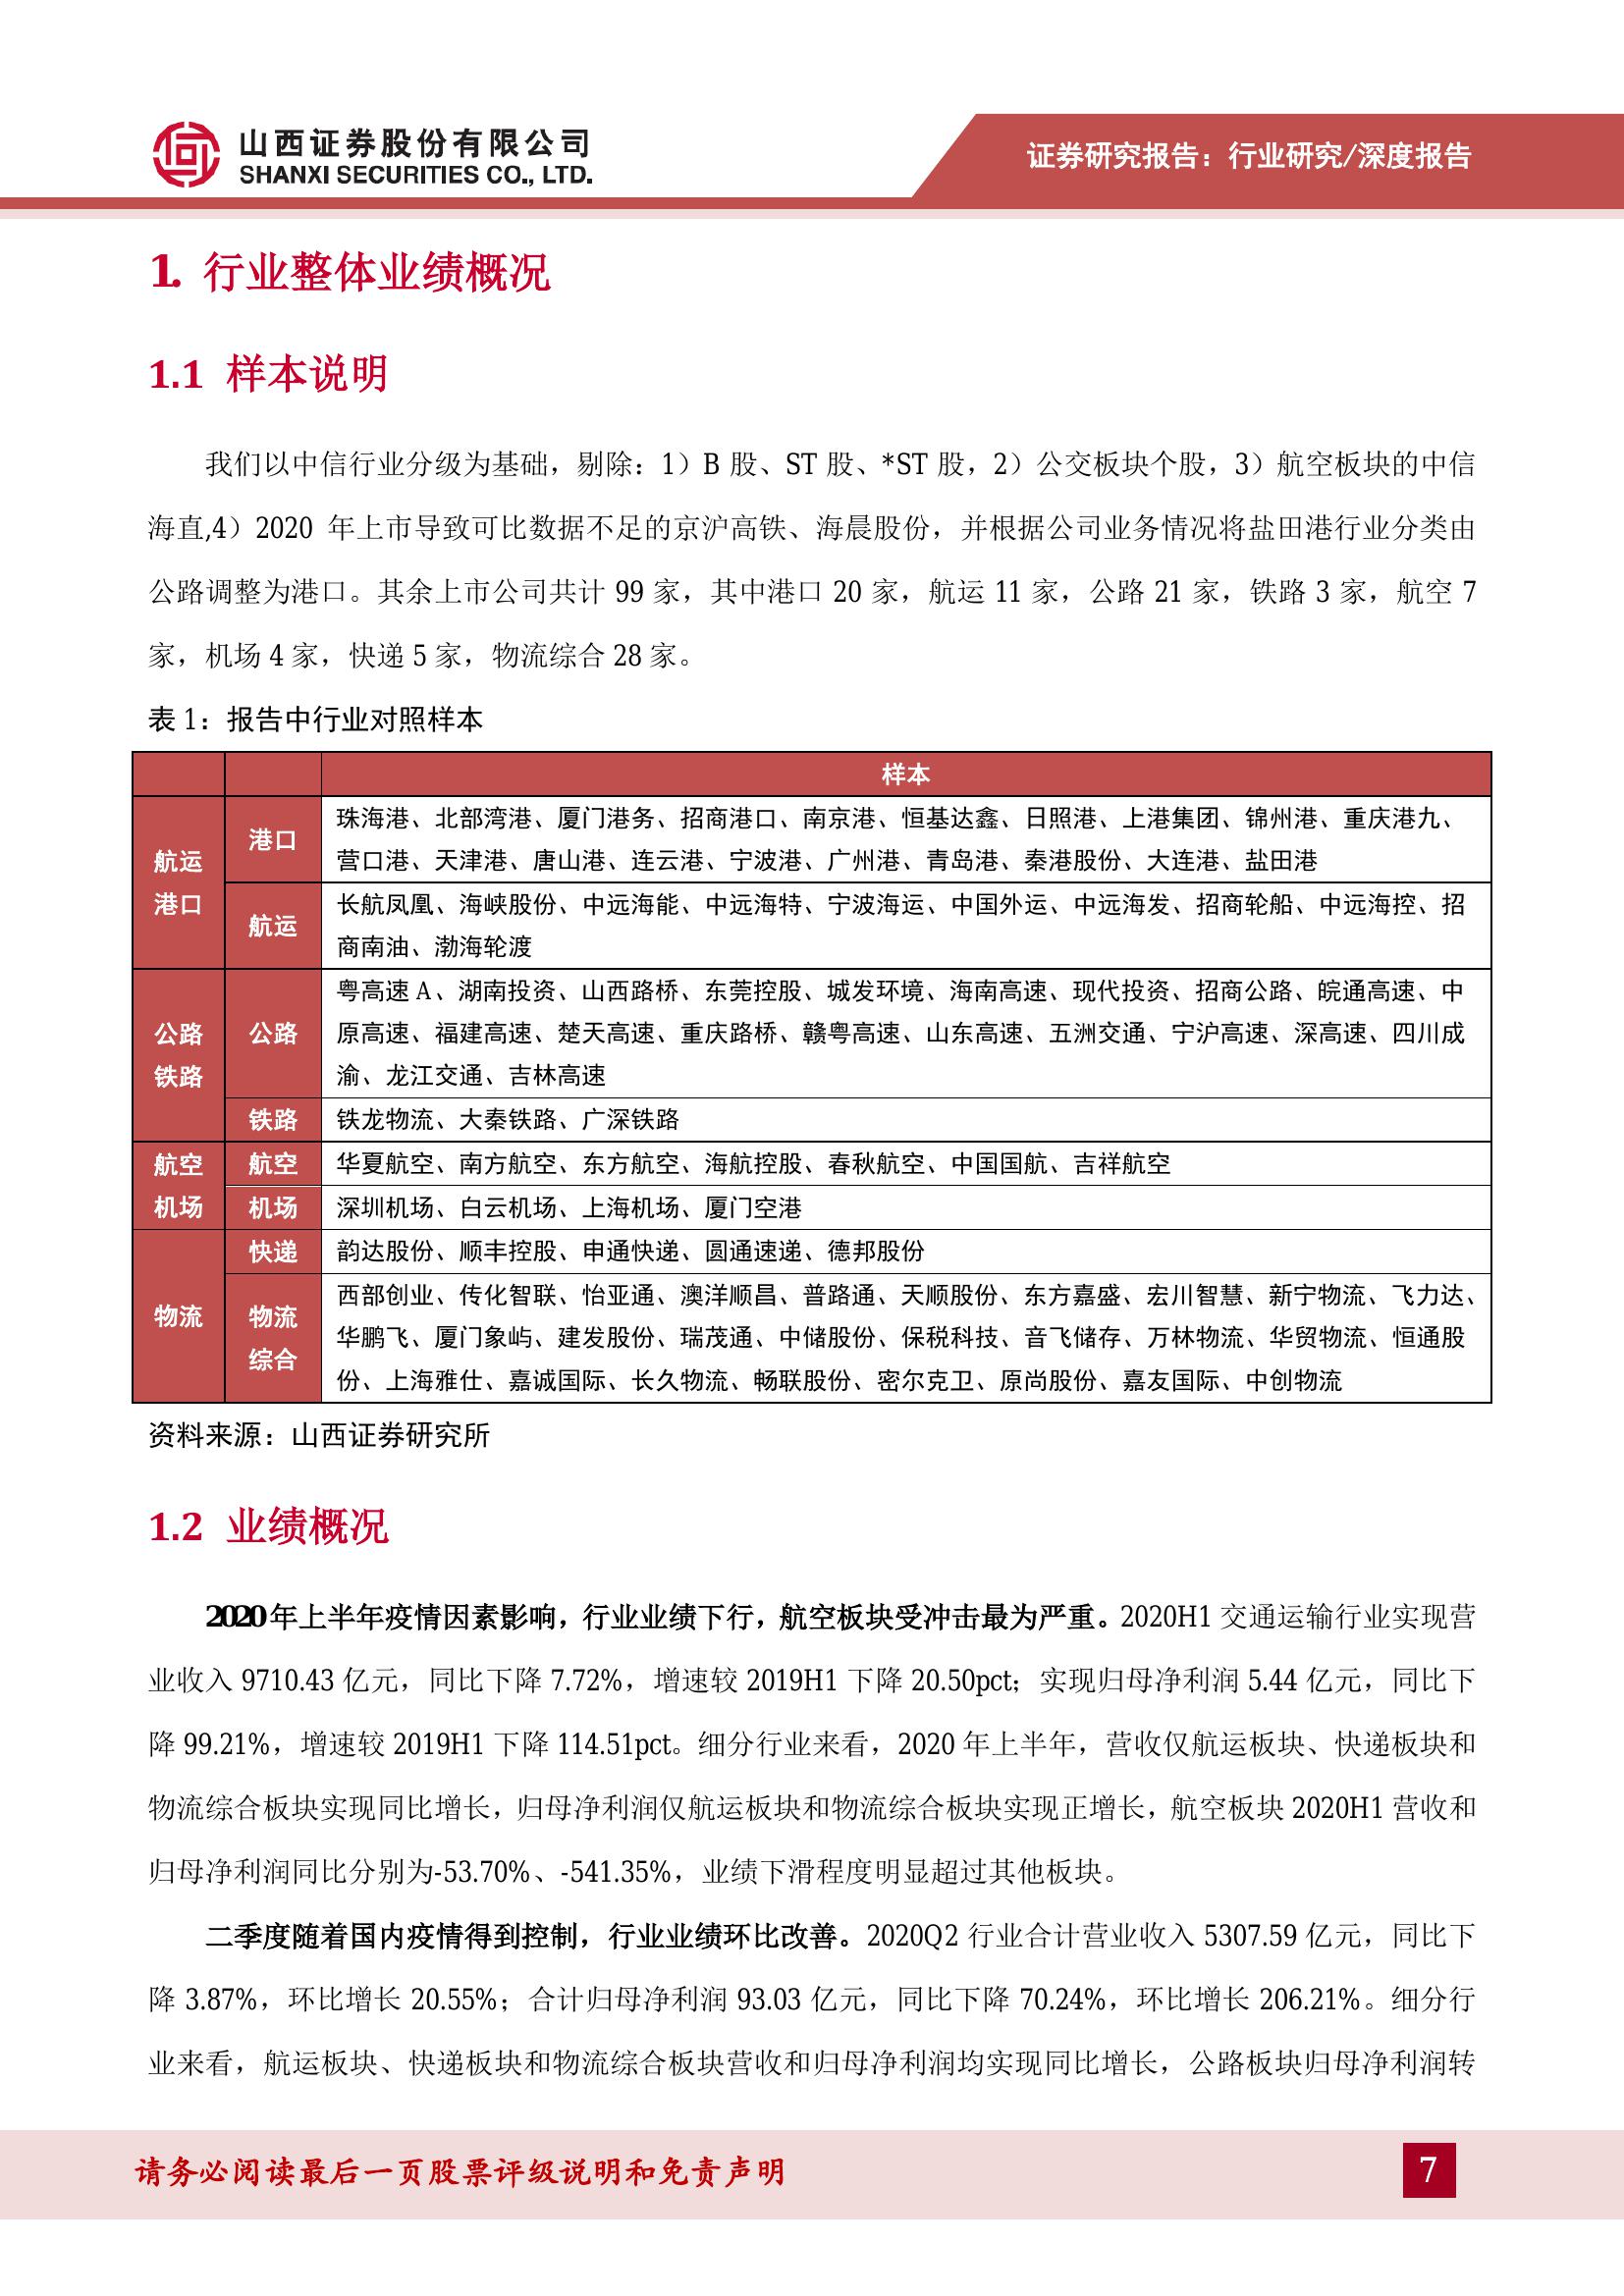 山西证券股份有限公司
SHANXI SECURITIES CO., LTD.
证券研究报告：行业研究/深度报告
1. 行业整体业绩概况
1.1 样本说明
我们以中信行业分级为基础，剔除：1）B 股、ST 股、*ST 股，2）公交板块个股，3）航空板块的中信
海直,4）2020 年上市导致可比数据不足的京沪高铁、海晨股份，并根据公司业务情况将盐田港行业分类由
公路调整为港口。其余上市公司共计 99 家，其中港口 20 家，航运 11 家，公路 21 家，铁路 3 家，航空 7
家，机场 4 家，快递 5 家，物流综合 28 家。
表 1：报告中行业对照样本
样本
航运
港口
港口
珠海港、北部湾港、厦门港务、招商港口、南京港、恒基达鑫、日照港、上港集团、锦州港、重庆港九、
营口港、天津港、唐山港、连云港、宁波港、广州港、青岛港、秦港股份、大连港、盐田港
航运
长航凤凰、海峡股份、中远海能、中远海特、宁波海运、中国外运、中远海发、招商轮船、中远海控、招
商南油、渤海轮渡
公路
铁路
公路
粤高速 A、湖南投资、山西路桥、东莞控股、城发环境、海南高速、现代投资、招商公路、皖通高速、中
原高速、福建高速、楚天高速、重庆路桥、赣粤高速、山东高速、五洲交通、宁沪高速、深高速、四川成
渝、龙江交通、吉林高速
铁路
铁龙物流、大秦铁路、广深铁路
航空
机场
航空
华夏航空、南方航空、东方航空、海航控股、春秋航空、中国国航、吉祥航空
机场
深圳机场、白云机场、上海机场、厦门空港
物流
快递
韵达股份、顺丰控股、申通快递、圆通速递、德邦股份
物流
综合
西部创业、传化智联、怡亚通、澳洋顺昌、普路通、天顺股份、东方嘉盛、宏川智慧、新宁物流、飞力达、
华鹏飞、厦门象屿、建发股份、瑞茂通、中储股份、保税科技、音飞储存、万林物流、华贸物流、恒通股
份、上海雅仕、嘉诚国际、长久物流、畅联股份、密尔克卫、原尚股份、嘉友国际、中创物流
资料来源：山西证券研究所
1.2 业绩概况
2020 年上半年疫情因素影响，行业业绩下行，航空板块受冲击最为严重。2020H1 交通运输行业实现营
业收入 9710.43 亿元，同比下降 7.72%，增速较 2019H1 下降 20.50pct；实现归母净利润 5.44 亿元，同比下
降 99.21%，增速较 2019H1 下降 114.51pct。细分行业来看，2020 年上半年，营收仅航运板块、快递板块和
物流综合板块实现同比增长，归母净利润仅航运板块和物流综合板块实现正增长，航空板块 2020H1 营收和
归母净利润同比分别为-53.70%、-541.35%，业绩下滑程度明显超过其他板块。
二季度随着国内疫情得到控制，行业业绩环比改善。2020Q2 行业合计营业收入 5307.59 亿元，同比下
降 3.87%，环比增长 20.55%；合计归母净利润 93.03 亿元，同比下降 70.24%，环比增长 206.21%。细分行
业来看，航运板块、快递板块和物流综合板块营收和归母净利润均实现同比增长，公路板块归母净利润转
请务必阅读最后一页股票评级说明和免责声明
7